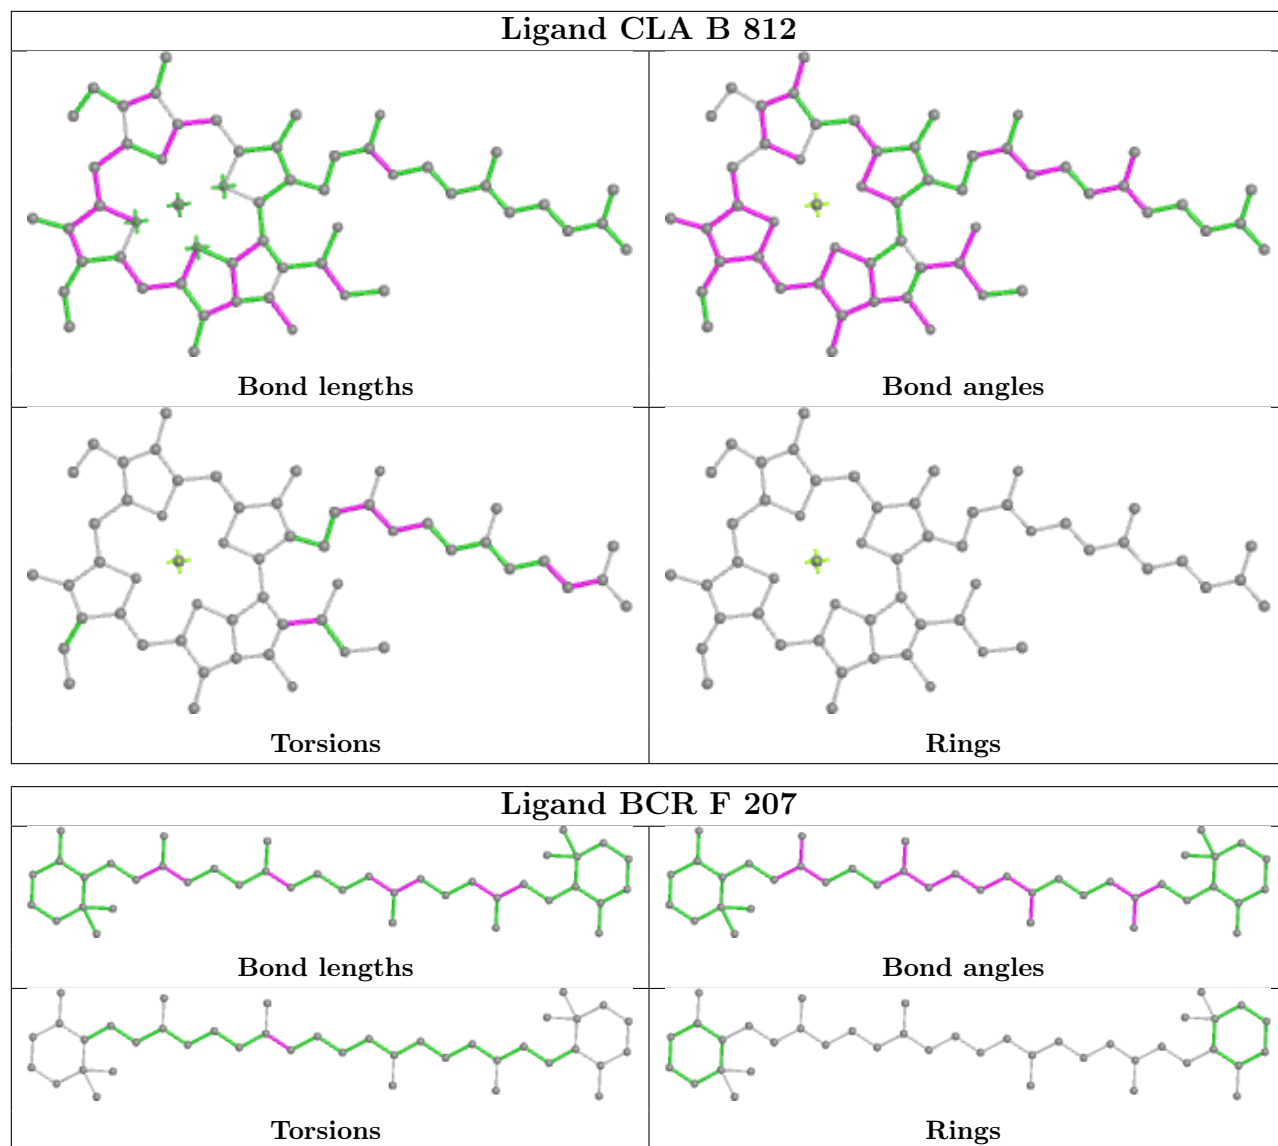 Ligand CLA B 812
Bond lengths
Bond angles
Torsions
Rings
Ligand BCR F 207
Bond lengths
Bond angles
Torsions
Rings